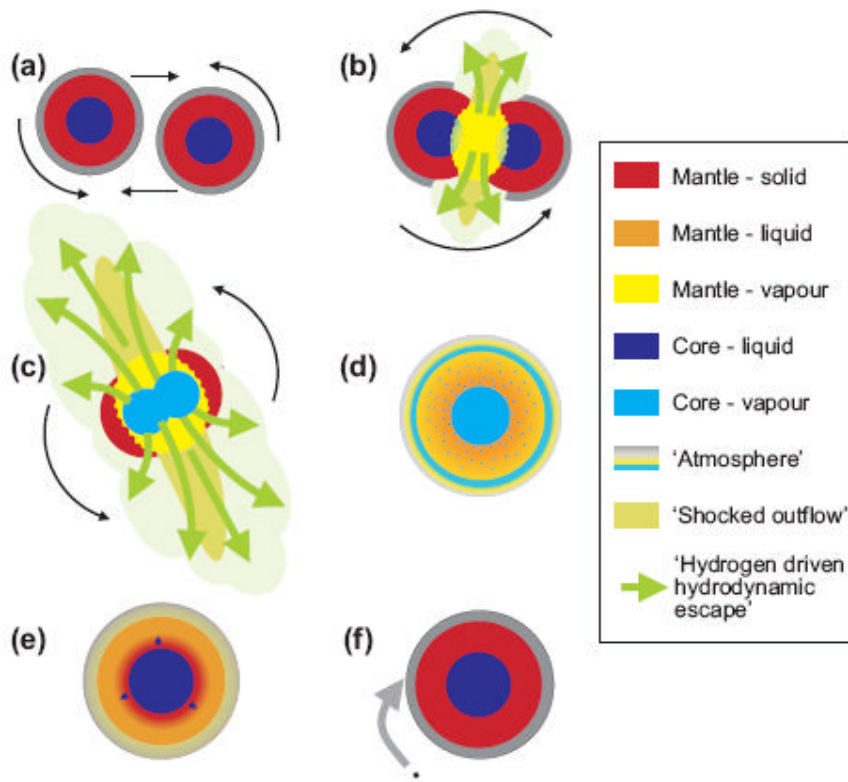 (a)
(b)
(c)
(d)
(e)
(f)
Mantle - solid
Mantle - liquid
Mantle - vapour
Core - liquid
Core - vapour
‘Atmosphere’
‘Shocked outflow’
‘Hydrogen driven
hydrodynamic
escape’